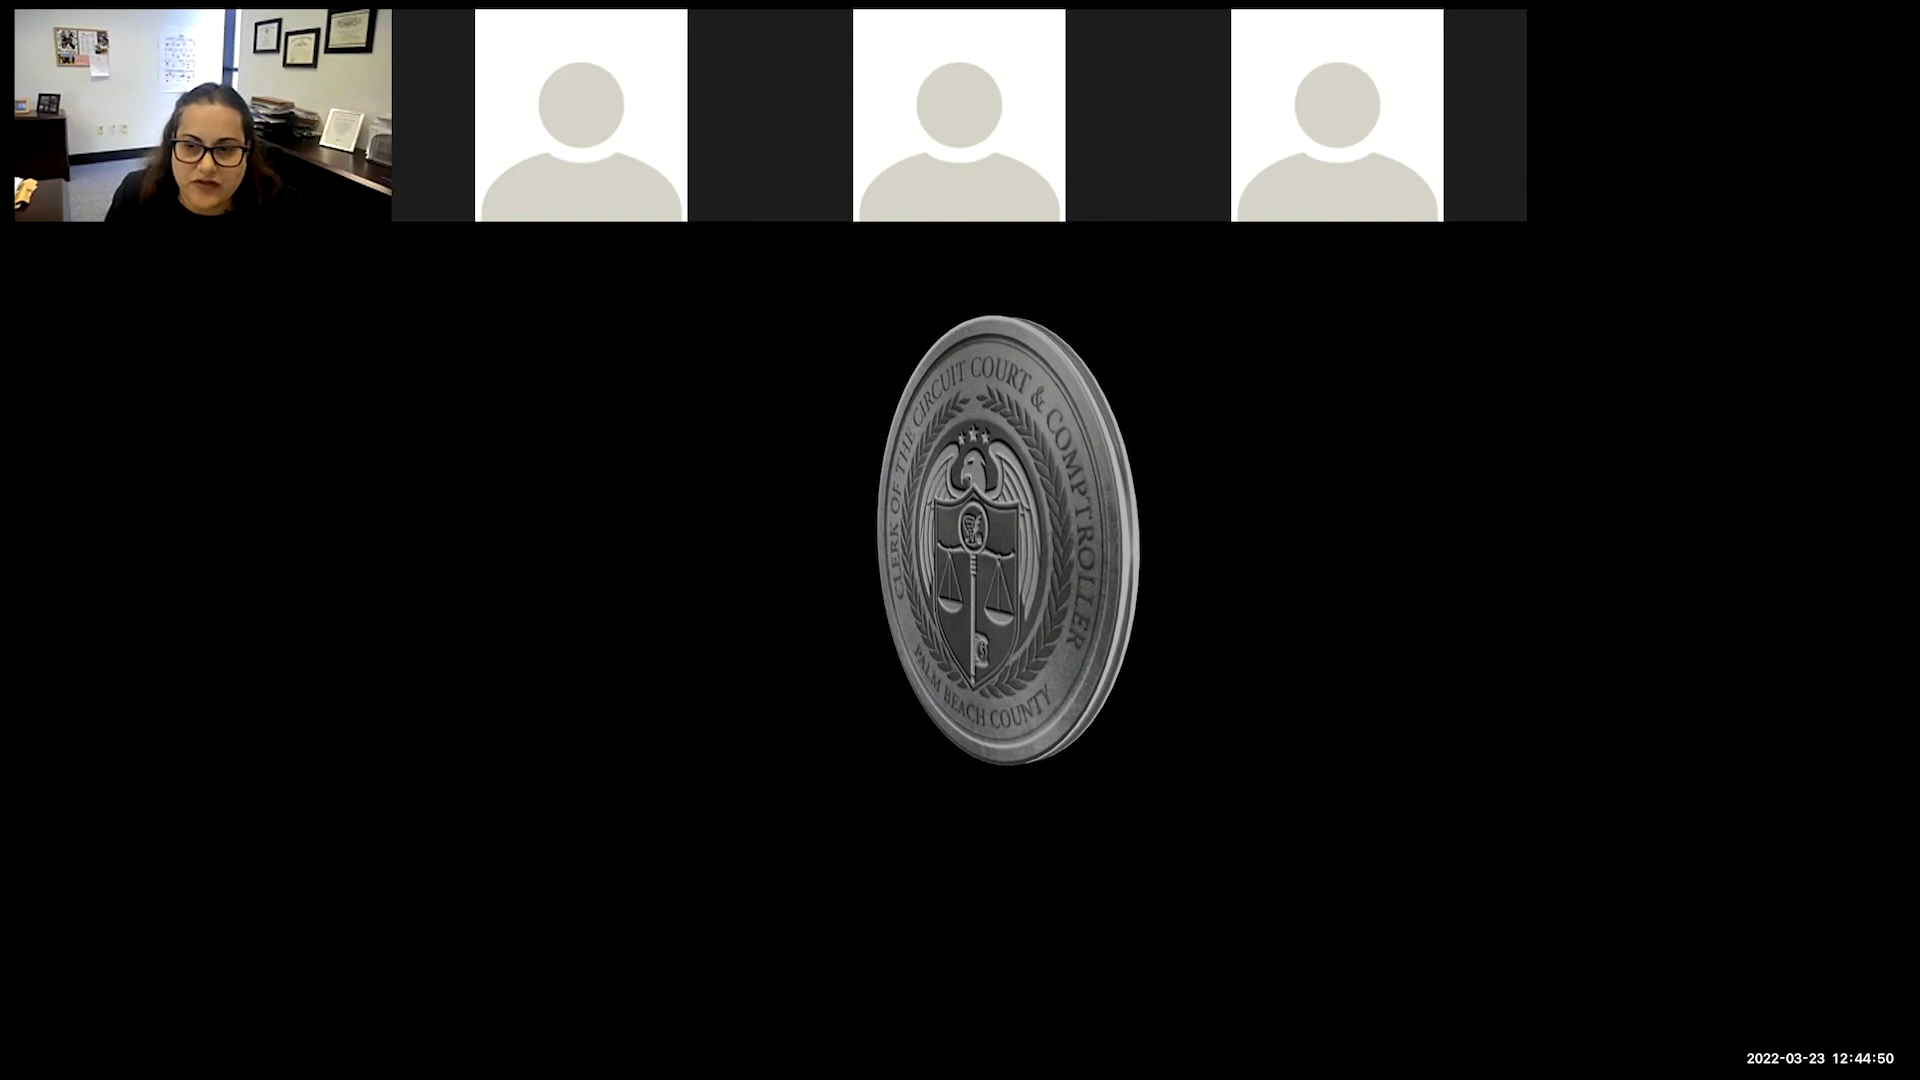 CLERK OF THE CIRCUIT COURT & COMPTROLLER
PALM BEACH COUNTY
2022-03-23 12:44:50